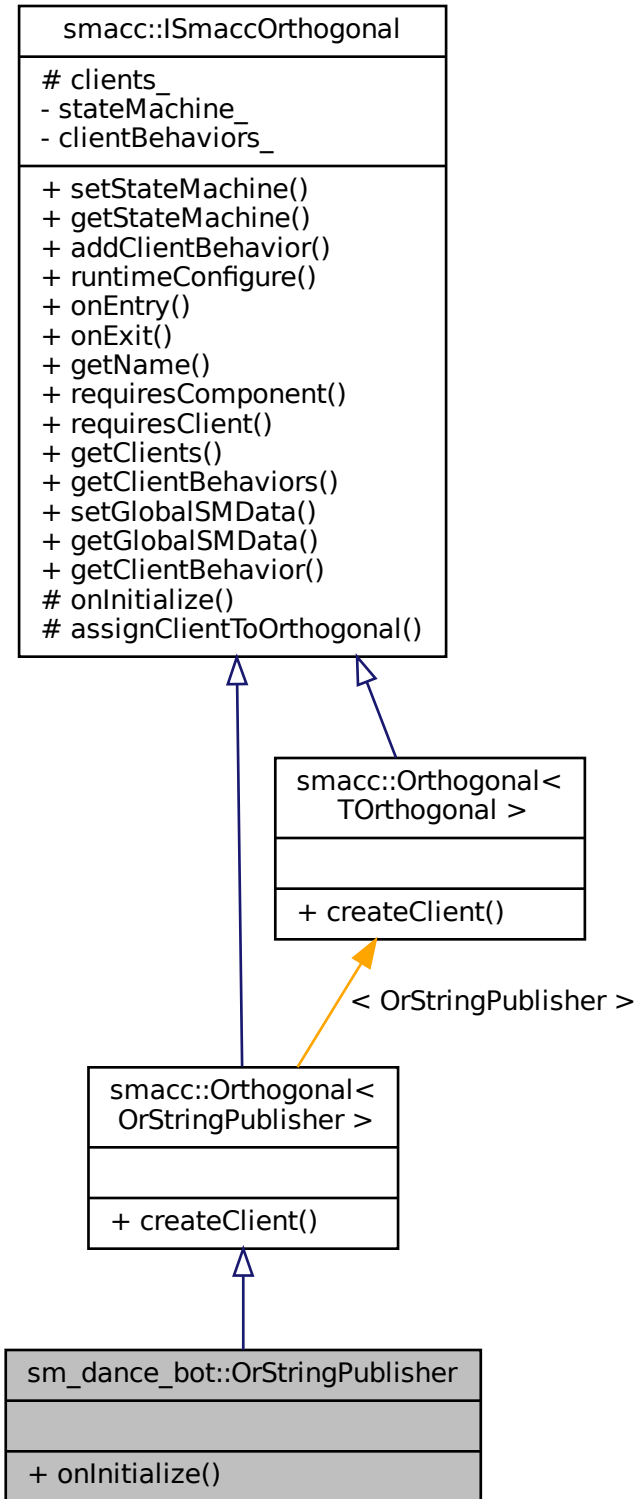 smacc::ISmaccOrthogonal
# clients_
- stateMachine_
- clientBehaviors_
+ setStateMachine()
+ getStateMachine()
+ addClientBehavior()
+ runtimeConfigure()
+ onEntry()
+ onExit()
+ getName()
+ requiresComponent()
+ requiresClient()
+ getClients()
+ getClientBehaviors()
+ setGlobalSMData()
+ getGlobalSMData()
+ getClientBehavior()
# onInitialize()
# assignClientToOrthogonal()
smacc::Orthogonal<
TOrthogonal >
+ createClient()
< OrStringPublisher >
smacc::Orthogonal<
OrStringPublisher >
+ createClient()
sm_dance_bot::OrStringPublisher
+ onInitialize()